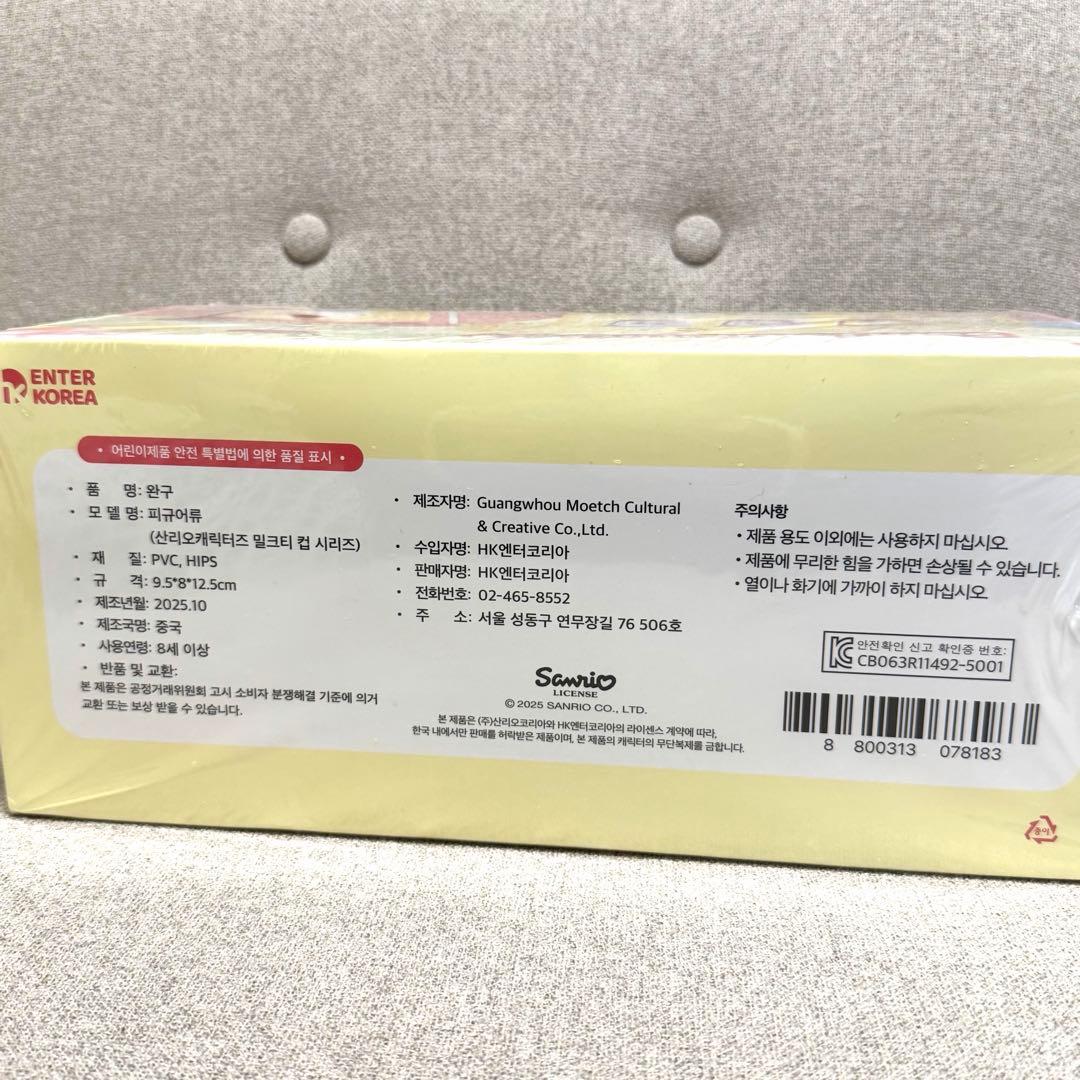 ENTER
KOREA
• 어린이제품 안전 특별법에 의한 품질 표시 •
• 품 명: 완구
• 모 델 명: 피규어류
(산리오캐릭터즈 밀크티 컵 시리즈)
• 재 질: PVC, HIPS
• 규 격: 9.5*8*12.5cm
• 제조년월: 2025.10
• 제조국명: 중국
• 사용연령: 8세 이상
• 반품 및 교환:
본 제품은 공정거래위원회 고시 소비자 분쟁해결 기준에 의거
교환 또는 보상 받을 수 있습니다.
• 제조자명: Guangwhou Moetch Cultural
& Creative Co.,Ltd.
• 수입자명: HK엔터코리아
• 판매자명: HK엔터코리아
• 전화번호: 02-465-8552
• 주 소: 서울 성동구 연무장길 76 506호
Sanrio
LICENSE
© 2025 SANRIO CO., LTD.
본 제품은 (주)산리오코리아와 HK엔터코리아의 라이센스 계약에 따라,
한국 내에서만 판매를 허락받은 제품이며, 본 제품의 캐릭터의 무단복제를 금합니다.
주의사항
• 제품 용도 이외에는 사용하지 마십시오.
• 제품에 무리한 힘을 가하면 손상될 수 있습니다.
• 열이나 화기에 가까이 하지 마십시오.
안전확인 신고 확인증 번호:
CB063R11492-5001
8 800313 078183
종이